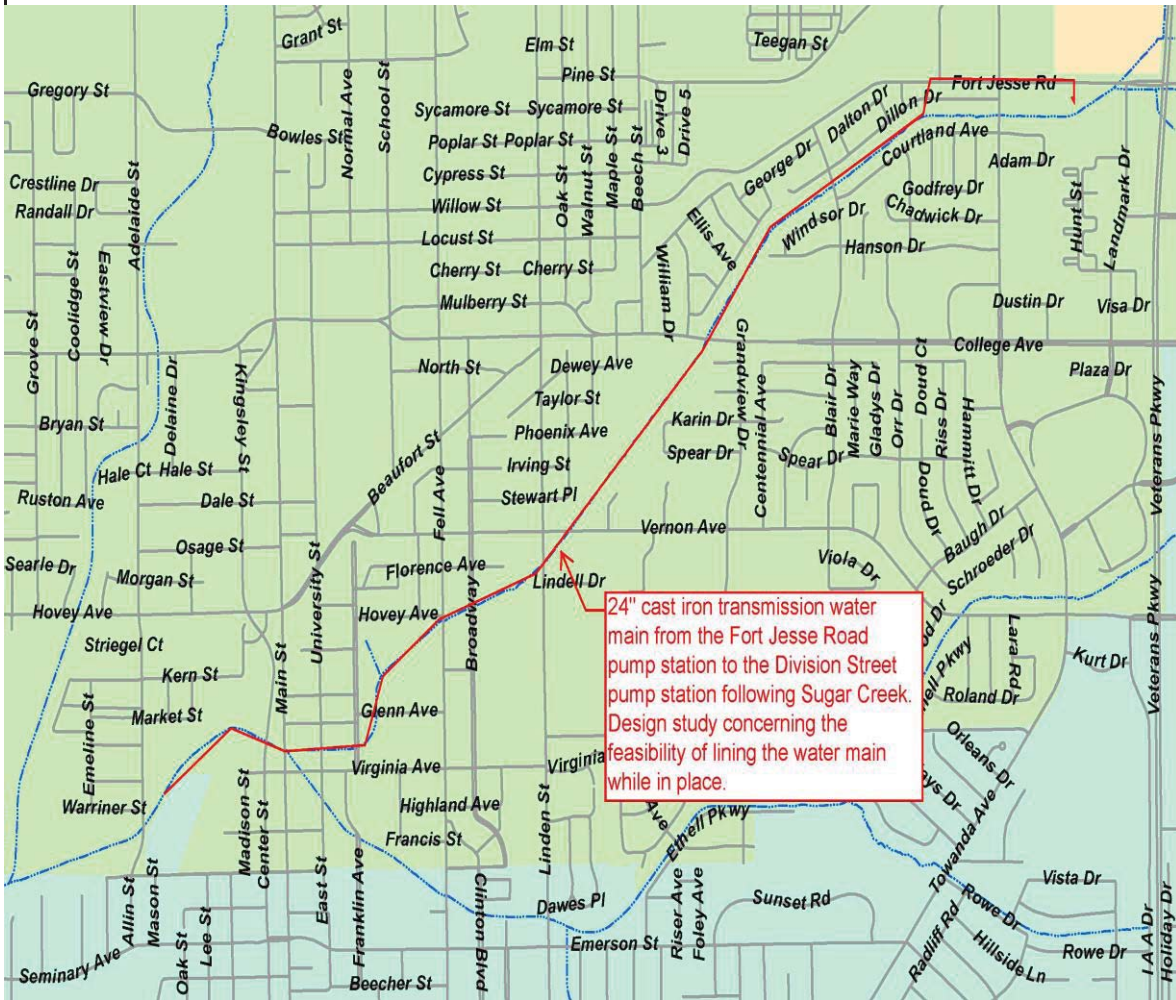 Grant St
Elm St
Teegan St
Pine St
Fort Jesse Rd
Gregory St
Normal Ave
School St
Sycamore St Sycamore St
Drive 3
Drive 5
Dalton Dr
Dillon Dr
Bowles St
Poplar St Poplar St
Courtland Ave
Crestline Dr
Cypress St
Oak St
Walnut St
Maple St
Beech St
George Dr
Adam Dr
Randall Dr
Adelaide St
Willow St
Godfrey Dr
Chadwick Dr
Hunt St
Landmark Dr
Locust St
Ellis Ave
Windsor Dr
Hanson Dr
Grove St
Coolidge St
Eastview Dr
Cherry St Cherry St
William Dr
Mulberry St
Dustin Dr
Visa Dr
College Ave
North St
Dewey Ave
Grandview Dr
Plaza Dr
Delaine Dr
Kingsley St
Taylor St
Centennial Ave
Blair Dr
Marie Way
Gladys Dr
Orr Dr
Doud Ct
Riss Dr
Hammitt Dr
Veterans Pkwy
Bryan St
Karin Dr
Phoenix Ave
Hale Ct Hale St
Beaufort St
Irving St
Spear Dr
Spear Dr
Doud Dr
Ruston Ave
Dale St
Fell Ave
Stewart Pl
Vernon Ave
Baugh Dr
Schroeder Dr
Osage St
Searle Dr
Morgan St
University St
Florence Ave
Broadway
Lindell Dr
Viola Dr
Hovey Ave
Hovey Ave
24" cast iron transmission water
main from the Fort Jesse Road
pump station to the Division Street
pump station following Sugar Creek.
Design study concerning the
feasibility of lining the water main
while in place.
od Dr
ell Pkwy
Lara Rd
Veterans Pkwy
Striegel Ct
Kern St
Main St
Kurt Dr
Roland Dr
Market St
Glenn Ave
Emeline St
Orleans Dr
Virginia Ave
Virginia
ys Dr
Warriner St
Madison St
Center St
Highland Ave
Linden St
Ave
Ethell Pkwy
Towanda Ave
Francis St
Allin St
Mason St
East St
Franklin Ave
Clinton Blvd
Vista Dr
Oak St
Lee St
Dawes Pl
Riser Ave
Foley Ave
Sunset Rd
Rowe Dr
Radliff Rd
Hillside Ln
Emerson St
Rowe Dr
I A A Dr
Holiday Dr
Seminary Ave
Beecher St